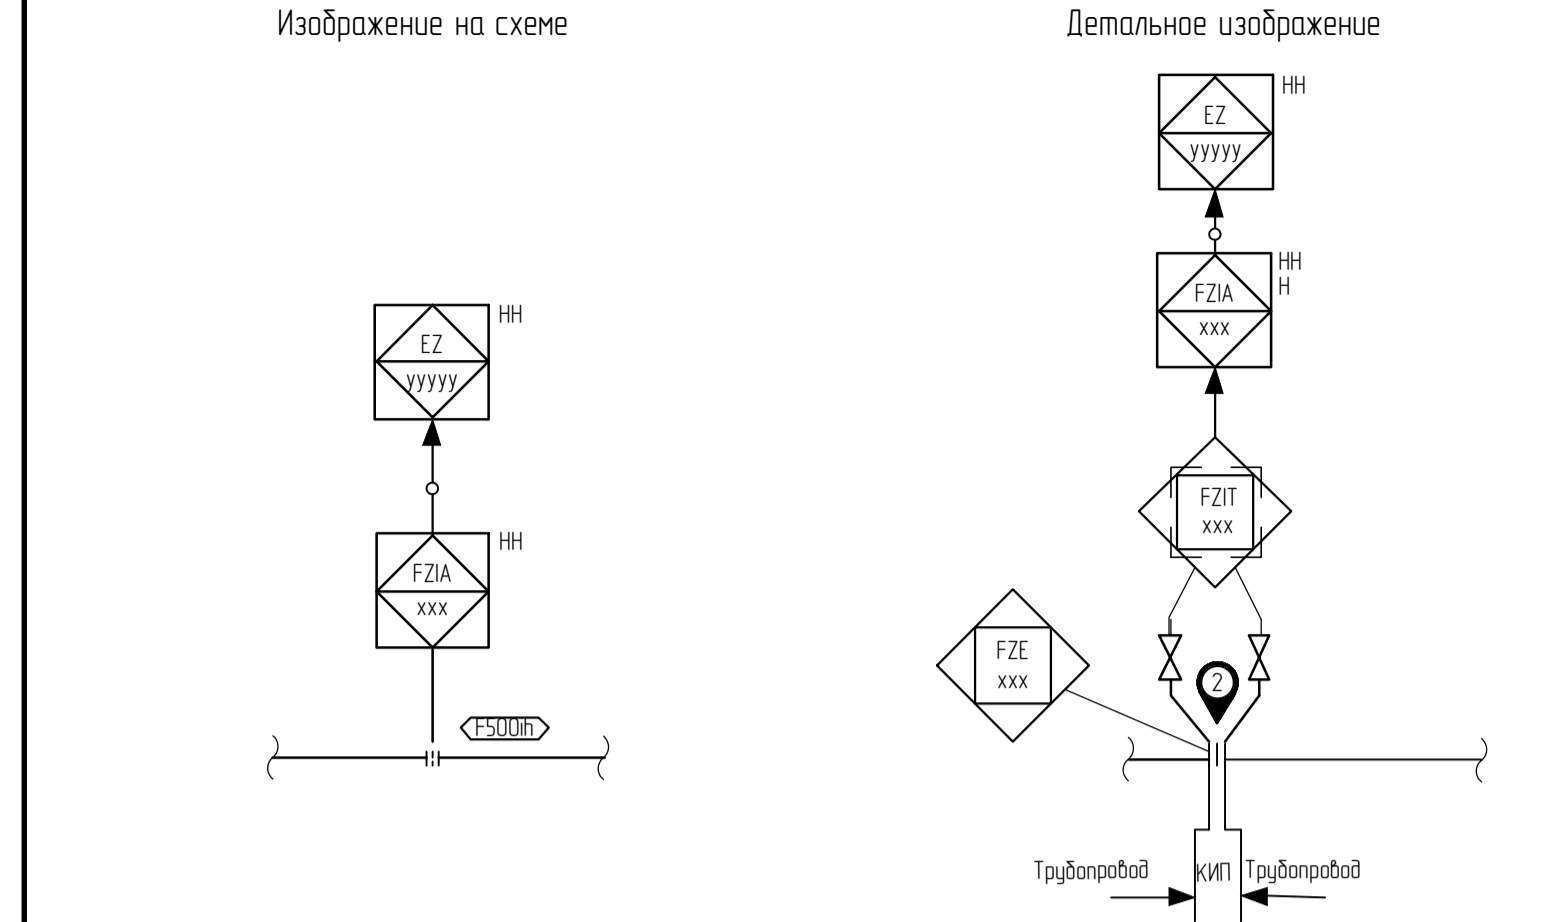 Изображение на схеме
Детальное изображение
EZ
yyyyy
HH
FZIA
xxx
HH
F500ih
EZ
yyyyy
HH
FZIA
xxx
HH
H
FZIT
xxx
FZE
xxx
2
Трубопровод
КИП
Трубопровод